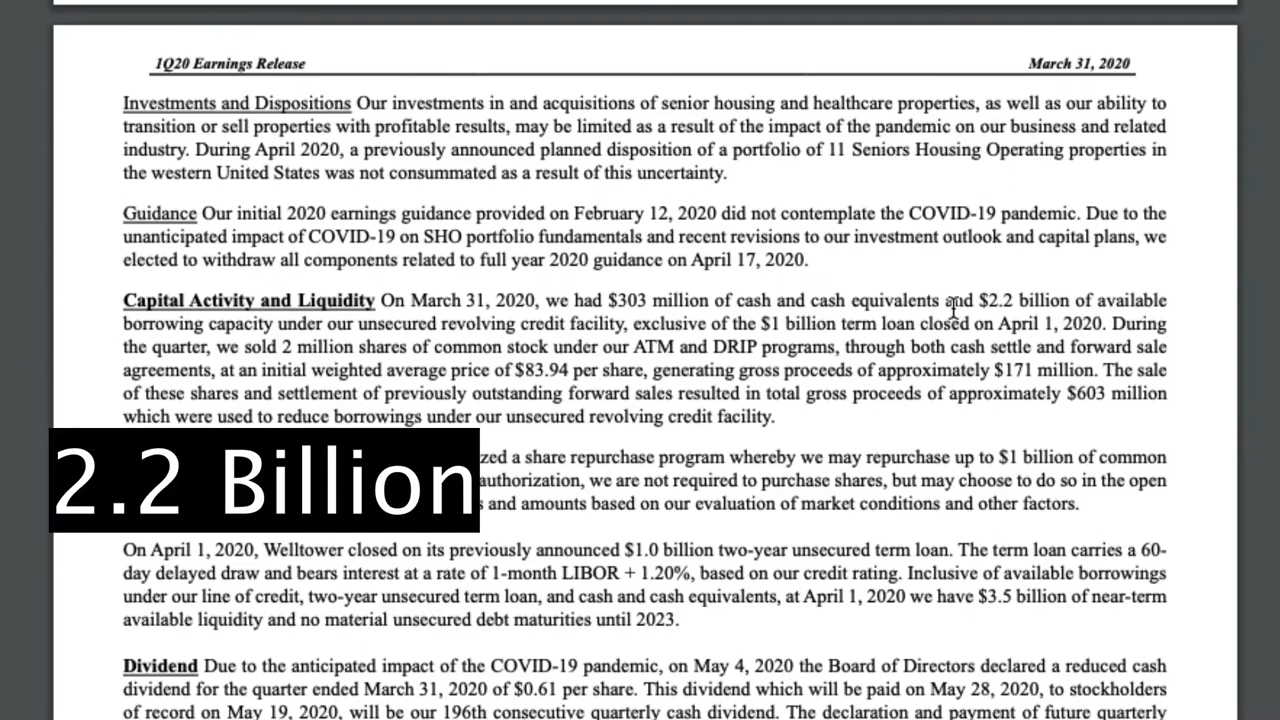 1Q20 Earnings Release March 31, 2020
Investments and Dispositions Our investments in and acquisitions of senior housing and healthcare properties, as well as our ability to
transition or sell properties with profitable results, may be limited as a result of the impact of the pandemic on our business and related
industry. During April 2020, a previously announced planned disposition of a portfolio of 11 Seniors Housing Operating properties in
the western United States was not consummated as a result of this uncertainty.
Guidance Our initial 2020 earnings guidance provided on February 12, 2020 did not contemplate the COVID-19 pandemic. Due to the
unanticipated impact of COVID-19 on SHO portfolio fundamentals and recent revisions to our investment outlook and capital plans, we
elected to withdraw all components related to full year 2020 guidance on April 17, 2020.
Capital Activity and Liquidity On March 31, 2020, we had $303 million of cash and cash equivalents and $2.2 billion of available
borrowing capacity under our unsecured revolving credit facility, exclusive of the $1 billion term loan closed on April 1, 2020. During
the quarter, we sold 2 million shares of common stock under our ATM and DRIP programs, through both cash settle and forward sale
agreements, at an initial weighted average price of $83.94 per share, generating gross proceeds of approximately $171 million. The sale
of these shares and settlement of previously outstanding forward sales resulted in total gross proceeds of approximately $603 million
which were used to reduce borrowings under our unsecured revolving credit facility.
a share repurchase program whereby we may repurchase up to $1 billion of common
authorization, we are not required to purchase shares, but may choose to do so in the open
and amounts based on our evaluation of market conditions and other factors.
2.2 Billion
On April 1, 2020, Welltower closed on its previously announced $1.0 billion two-year unsecured term loan. The term loan carries a 60-
day delayed draw and bears interest at a rate of 1-month LIBOR + 1.20%, based on our credit rating. Inclusive of available borrowings
under our line of credit, two-year unsecured term loan, and cash and cash equivalents, at April 1, 2020 we have $3.5 billion of near-term
available liquidity and no material unsecured debt maturities until 2023.
Dividend Due to the anticipated impact of the COVID-19 pandemic, on May 4, 2020 the Board of Directors declared a reduced cash
dividend for the quarter ended March 31, 2020 of $0.61 per share. This dividend which will be paid on May 28, 2020, to stockholders
of record on May 19, 2020, will be our 196th consecutive quarterly cash dividend. The declaration and payment of future quarterly